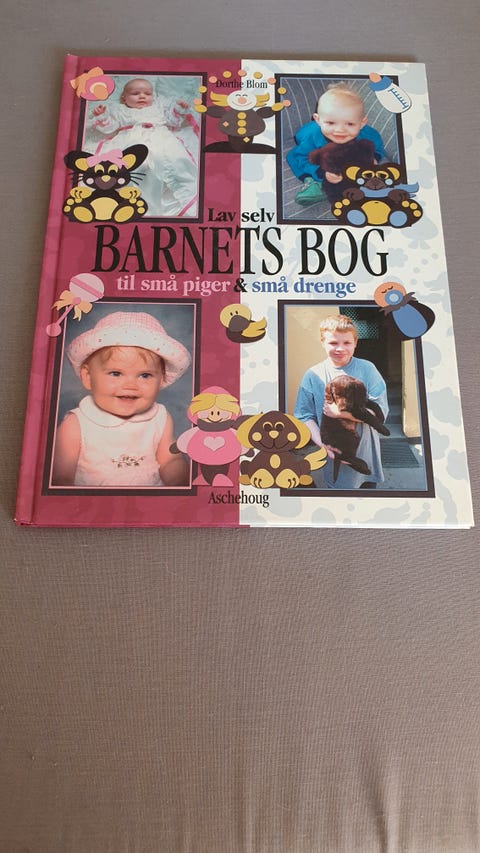 Dorthe Blom
Lav selv
BARNETS BOG
til små piger & små drenge
Aschehoug